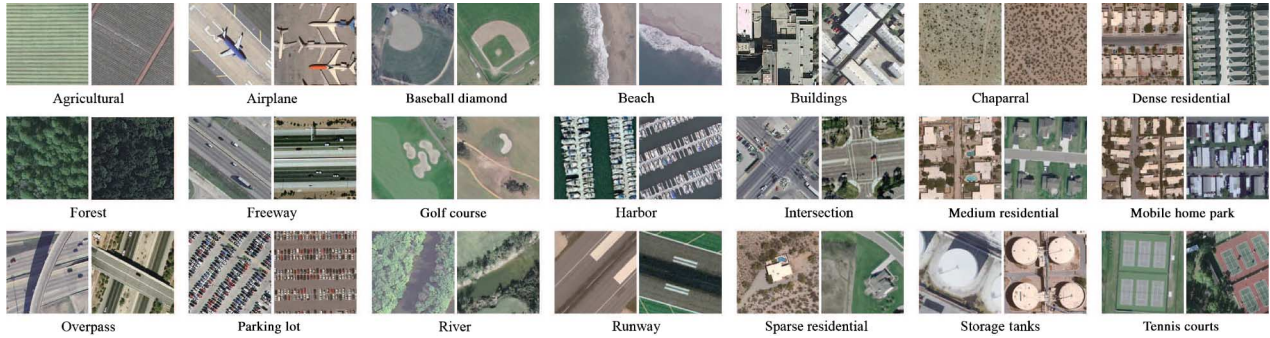 Agricultural
Airplane
Baseball diamond
Beach
Buildings
Chaparral
Dense residential
Forest
Freeway
Golf course
Harbor
Intersection
Medium residential
Mobile home park
Overpass
Parking lot
River
Runway
Sparse residential
Storage tanks
Tennis courts